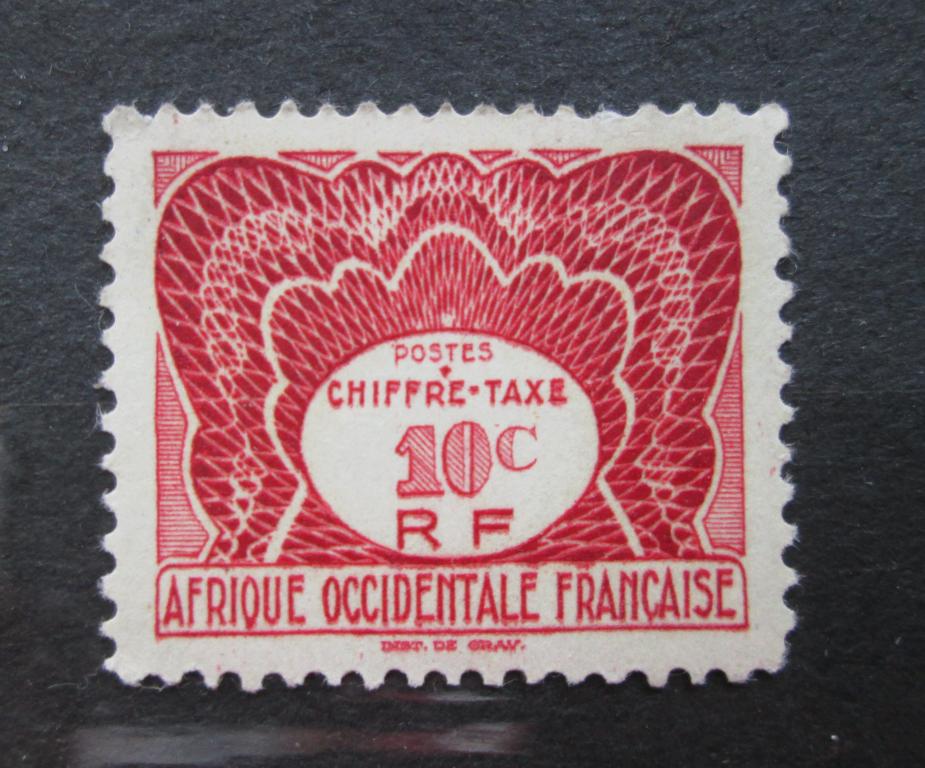 POSTES
CHIFFRE-TAXE
10c
RF
AFRIQUE OCCIDENTALE FRANÇAISE
INST. DE GRAV.